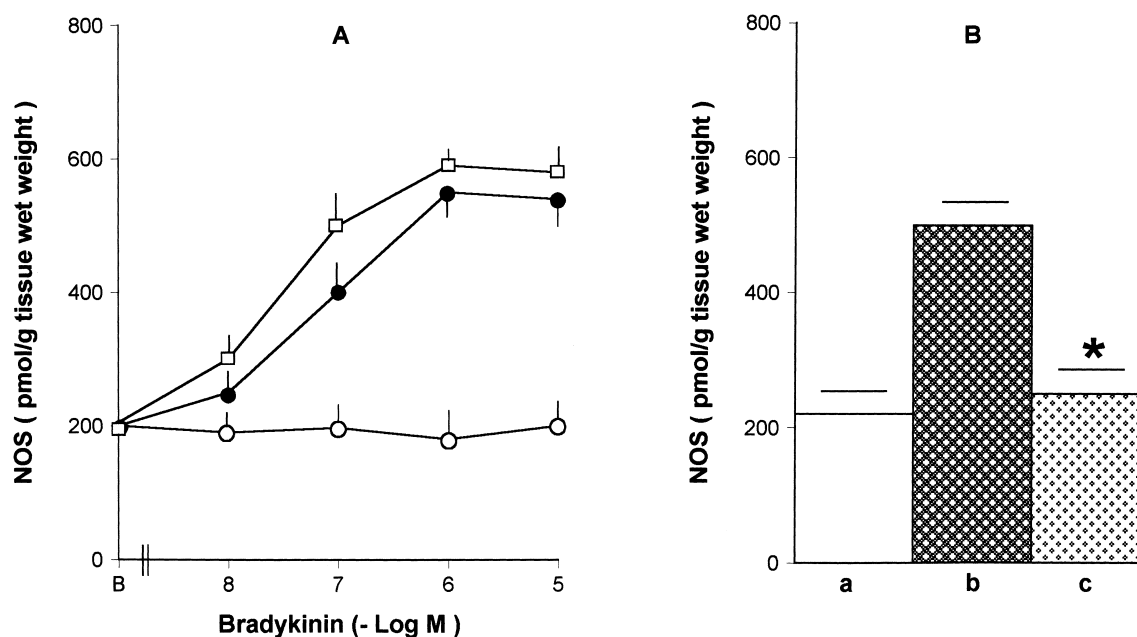 A
800
600
400
200
0
NOS ( pmol/g tissue wet weight )
B 8 7 6 5
Bradykinin (- Log M )
B
800
600
400
200
0
NOS ( pmol/g tissue wet weight )
*
a b c